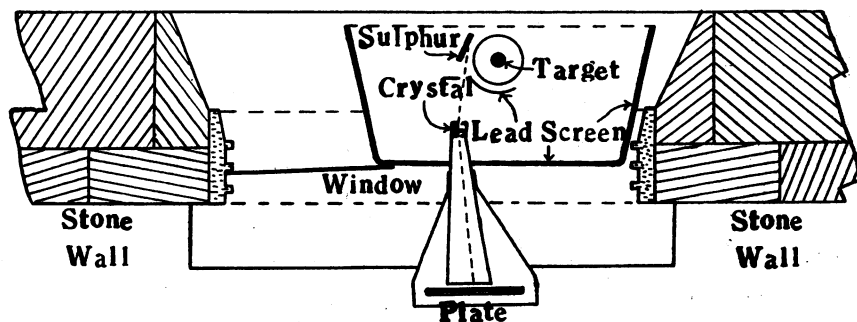 Sulphur
Target
Crystal
Lead Screen
Window
Stone
Wall
Stone
Wall
Plate